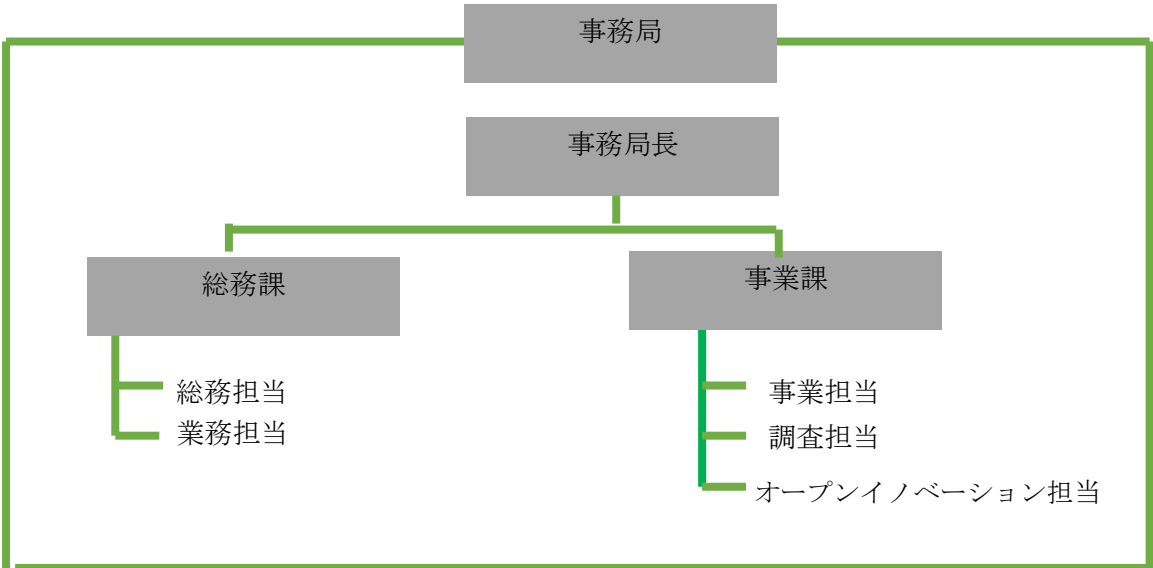 事務局
事務局長
総務課
事業課
総務担当
業務担当
事業担当
調査担当
オープンイノベーション担当